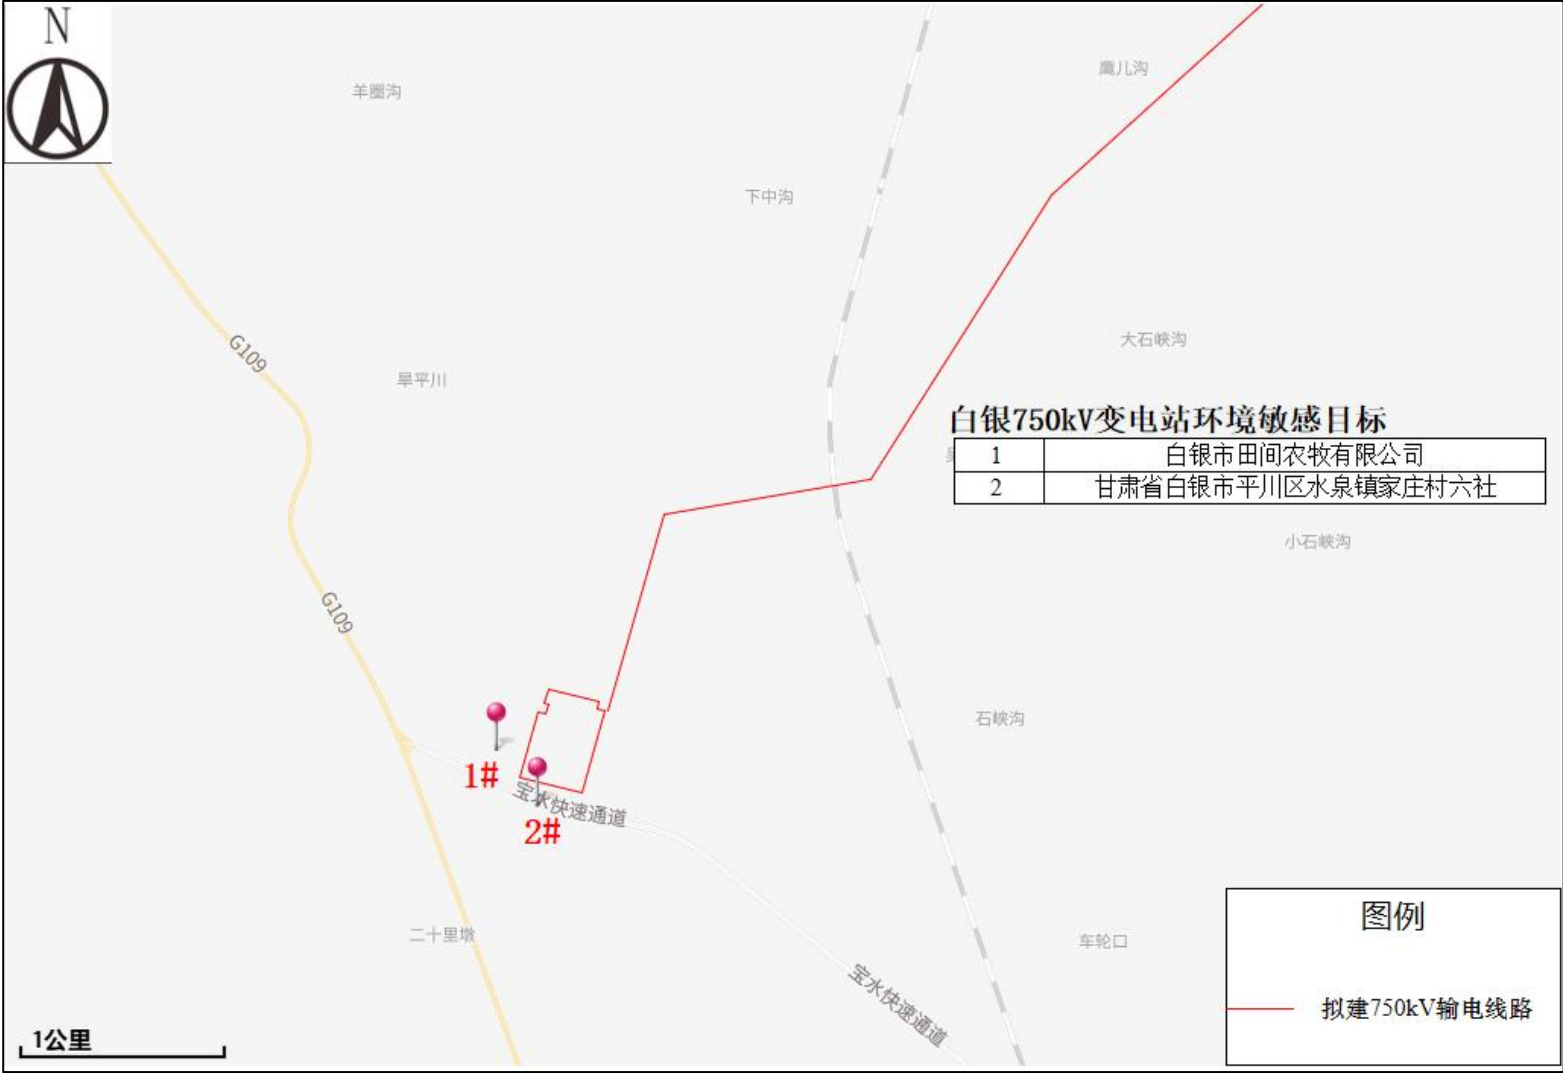 N
鹰儿沟
羊圈沟
下中沟
G109
大石峡沟
旱平川
白银750kV变电站环境敏感目标
1 白银市田间农牧有限公司
2 甘肃省白银市平川区水泉镇家庄村六社
小石峡沟
G109
石峡沟
1#
宝水快速通道
2#
二十里墩
车轮口
图例
宝水快速通道
拟建750kV输电线路
1公里